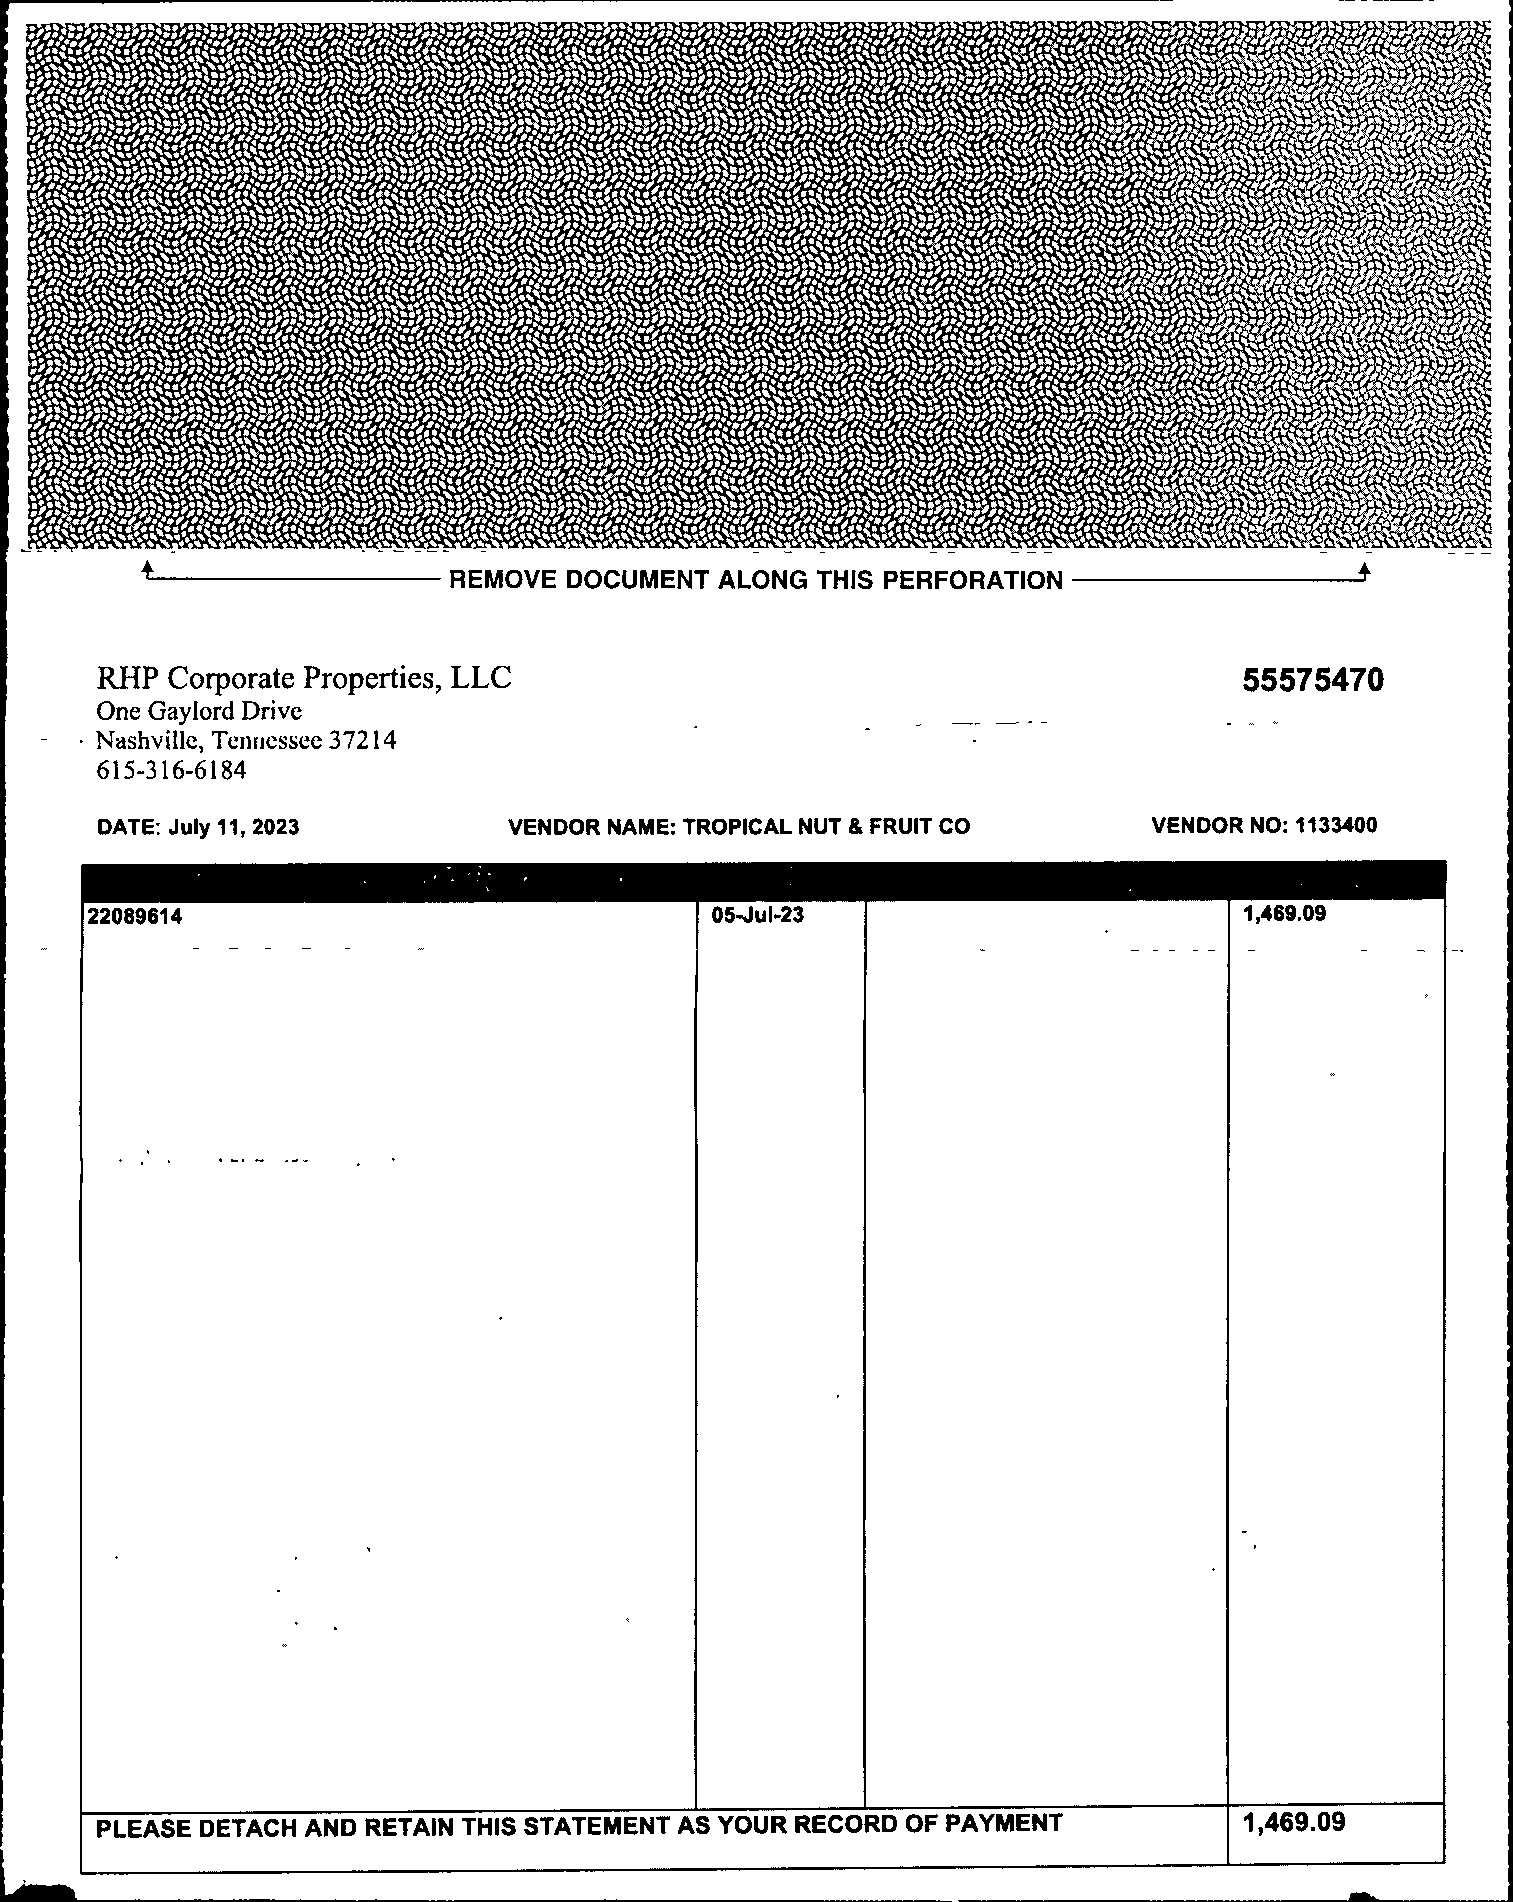 REMOVE DOCUMENT ALONG THIS PERFORATION
RHP Corporate Properties, LLC
55575470
One Gaylord Drive
Nashville, Tennessee 37214
615-316-6184
DATE: July 11, 2023 VENDOR NAME: TROPICAL NUT & FRUIT CO VENDOR NO: 1133400
22089614 05-Jul-23 1,469.09
PLEASE DETACH AND RETAIN THIS STATEMENT AS YOUR RECORD OF PAYMENT 1,469.09